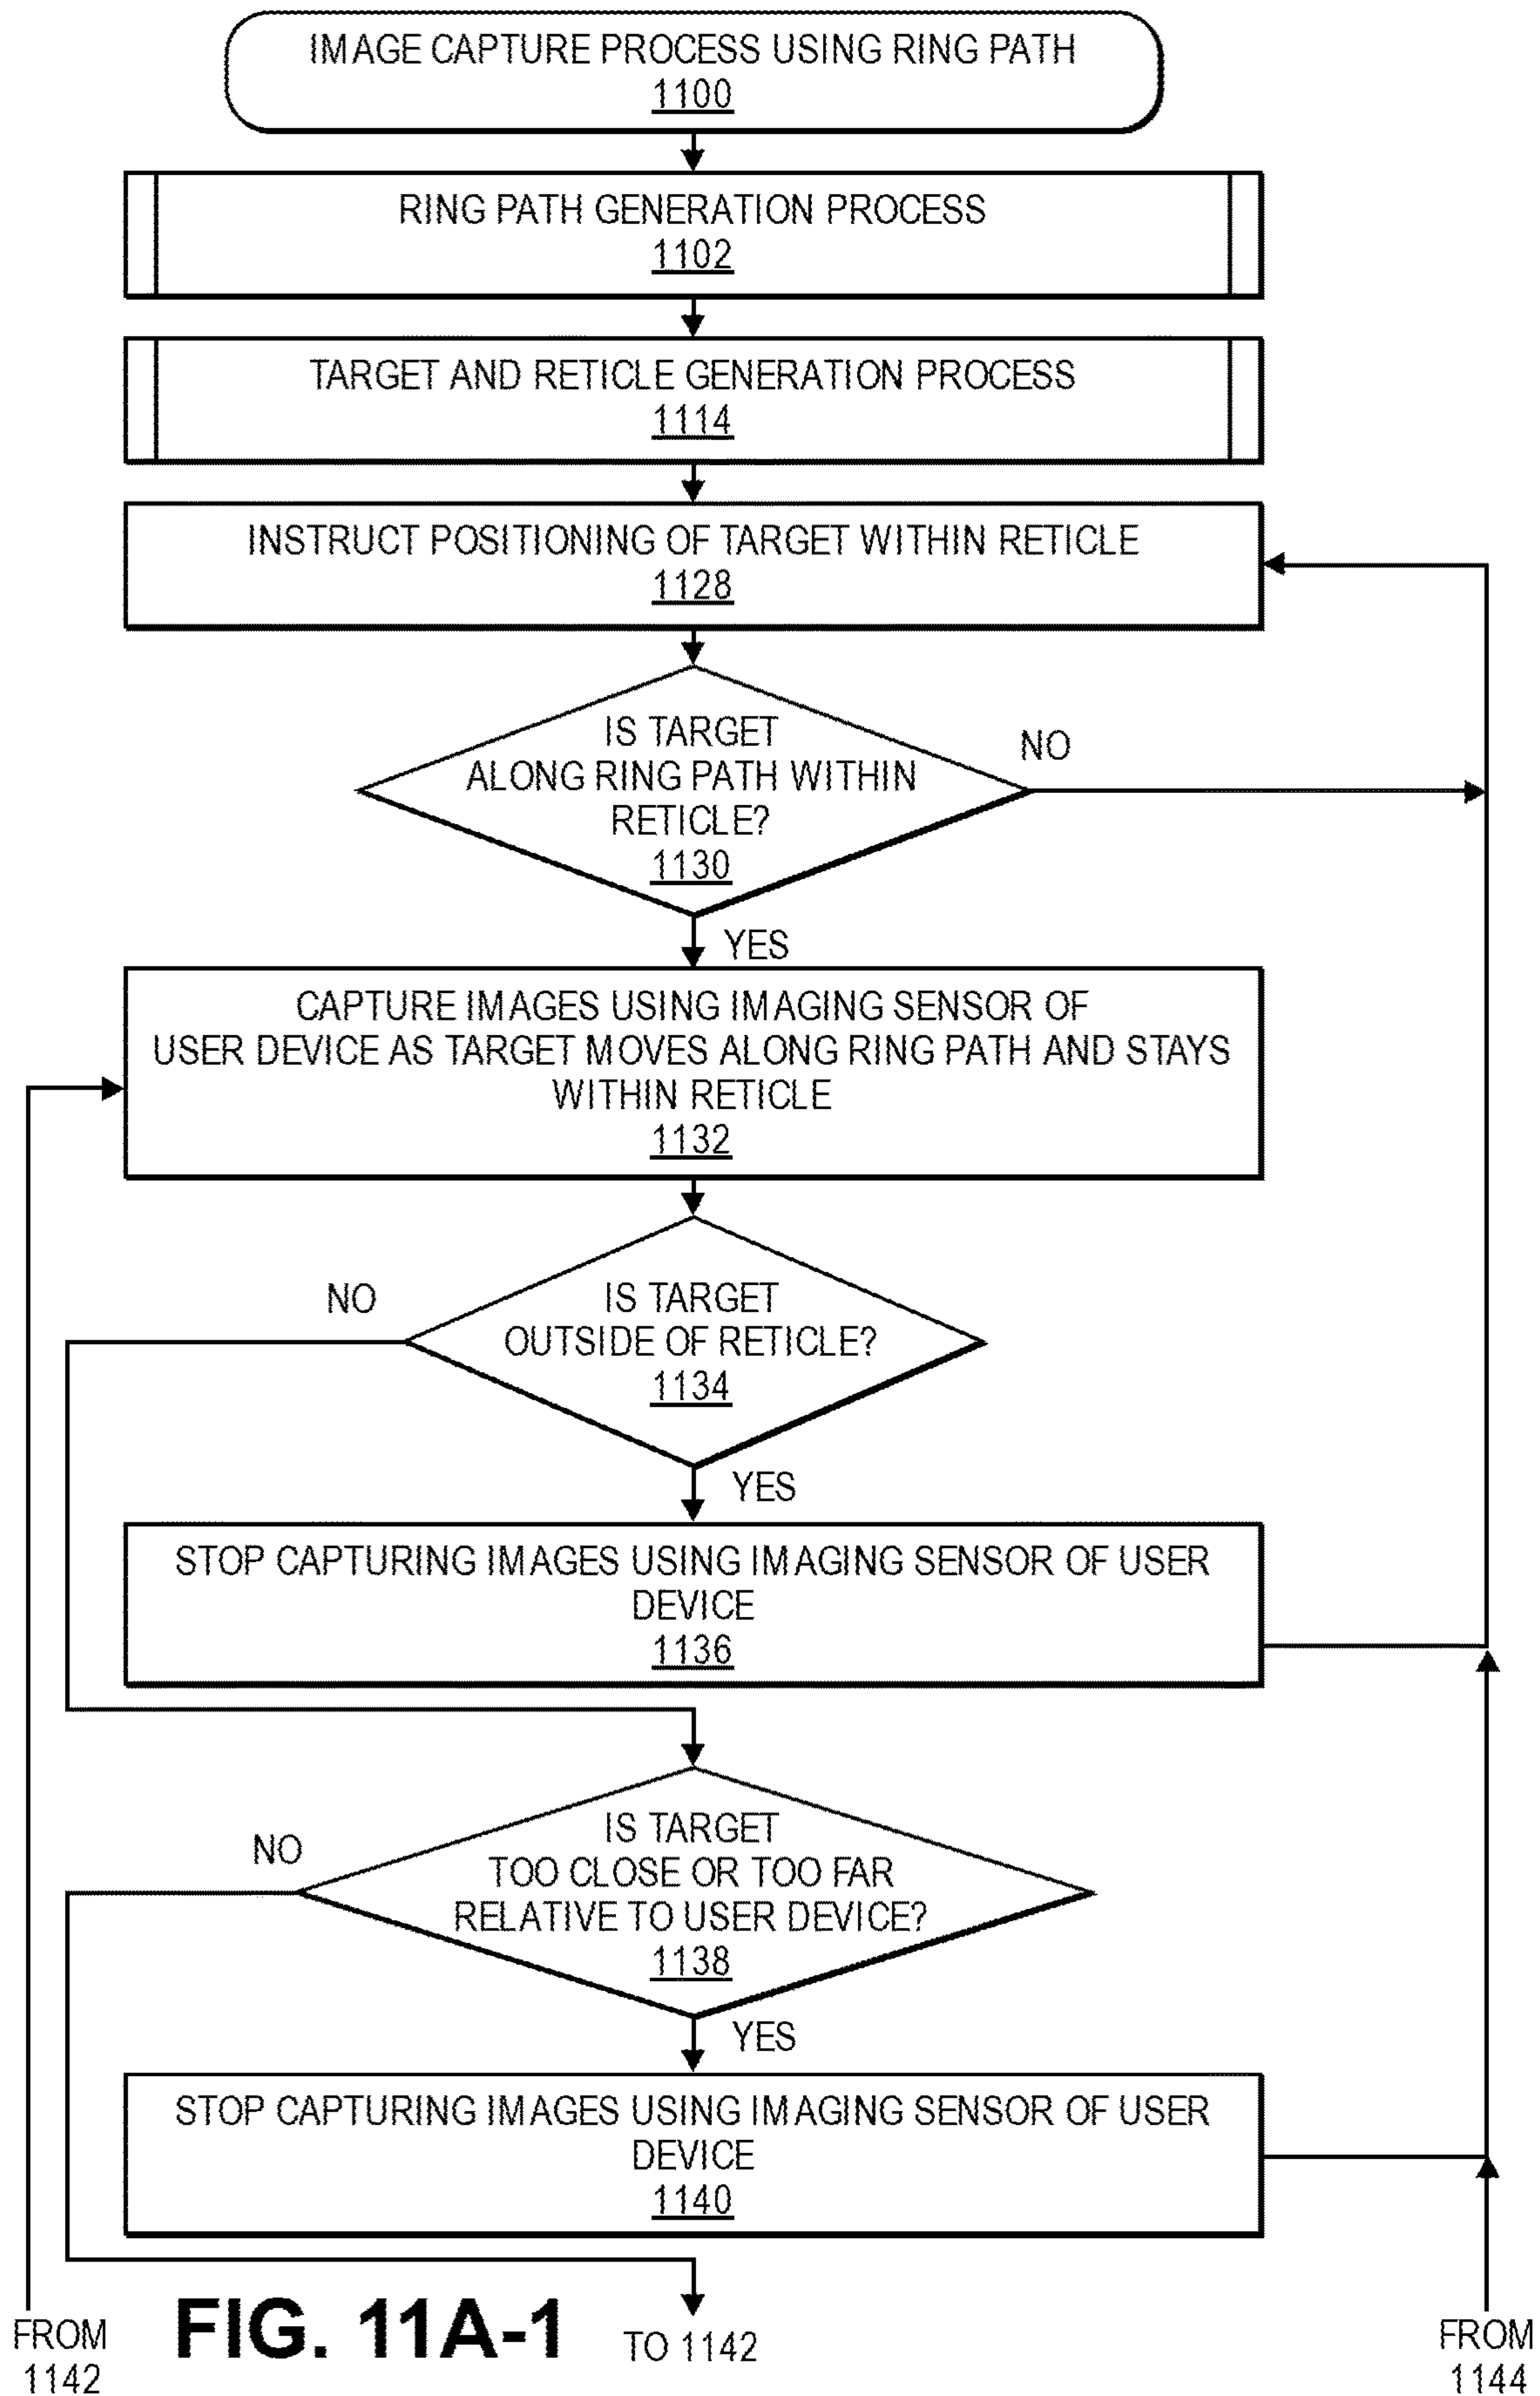 IMAGE CAPTURE PROCESS USING RING PATH
1100
RING PATH GENERATION PROCESS
1102
TARGET AND RETICLE GENERATION PROCESS
1114
INSTRUCT POSITIONING OF TARGET WITHIN RETICLE
1128
IS TARGET
ALONG RING PATH WITHIN
RETICLE?
1130
NO
YES
CAPTURE IMAGES USING IMAGING SENSOR OF
USER DEVICE AS TARGET MOVES ALONG RING PATH AND STAYS
WITHIN RETICLE
1132
NO
IS TARGET
OUTSIDE OF RETICLE?
1134
YES
STOP CAPTURING IMAGES USING IMAGING SENSOR OF USER
DEVICE
1136
NO
IS TARGET
TOO CLOSE OR TOO FAR
RELATIVE TO USER DEVICE?
1138
YES
STOP CAPTURING IMAGES USING IMAGING SENSOR OF USER
DEVICE
1140
FROM
1142
FIG. 11A-1
TO 1142
FROM
1144